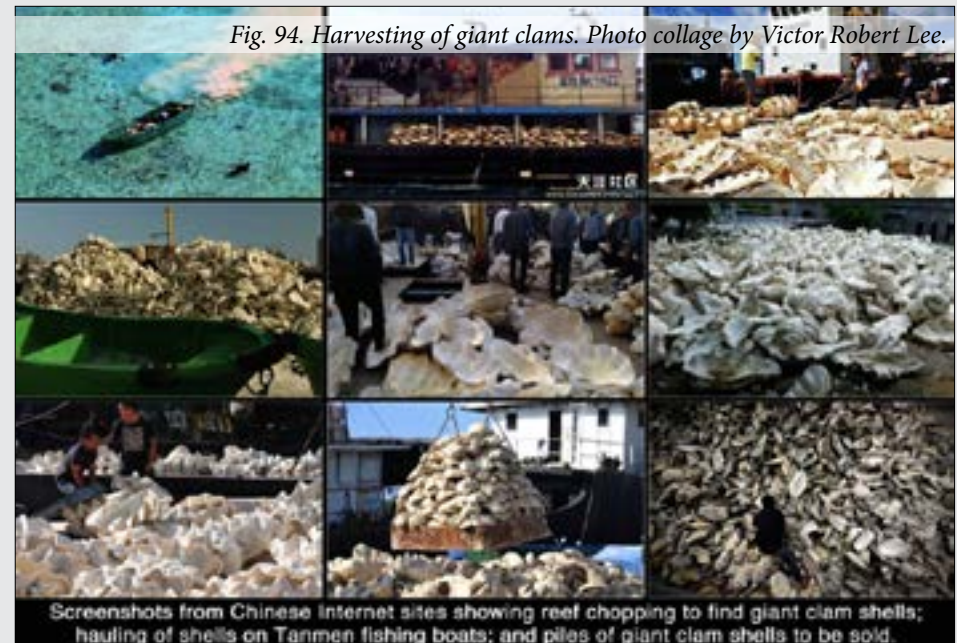 Fig. 94. Harvesting of giant clams. Photo collage by Victor Robert Lee.
天涯社区
Screenshots from Chinese Internet sites showing reef chopping to find giant clam shells;
hauling of shells on Tanmen fishing boats; and piles of giant clam shells to be sold